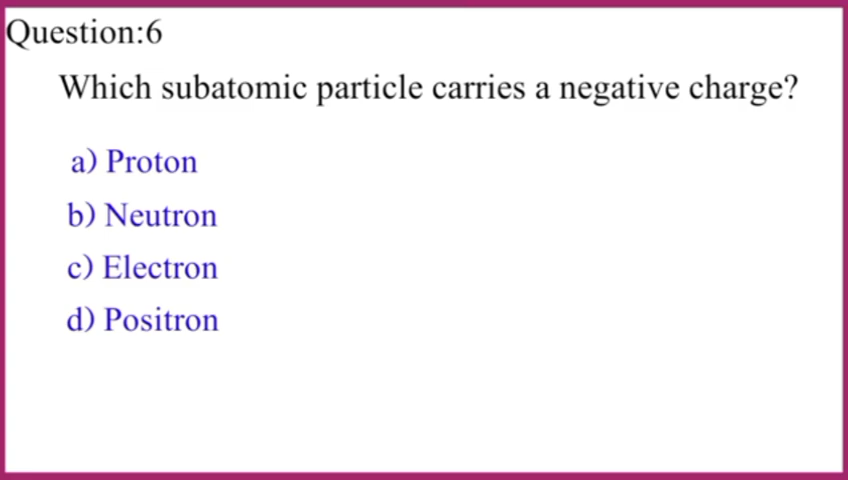 Question:6
Which subatomic particle carries a negative charge?
a) Proton
b) Neutron
c) Electron
d) Positron